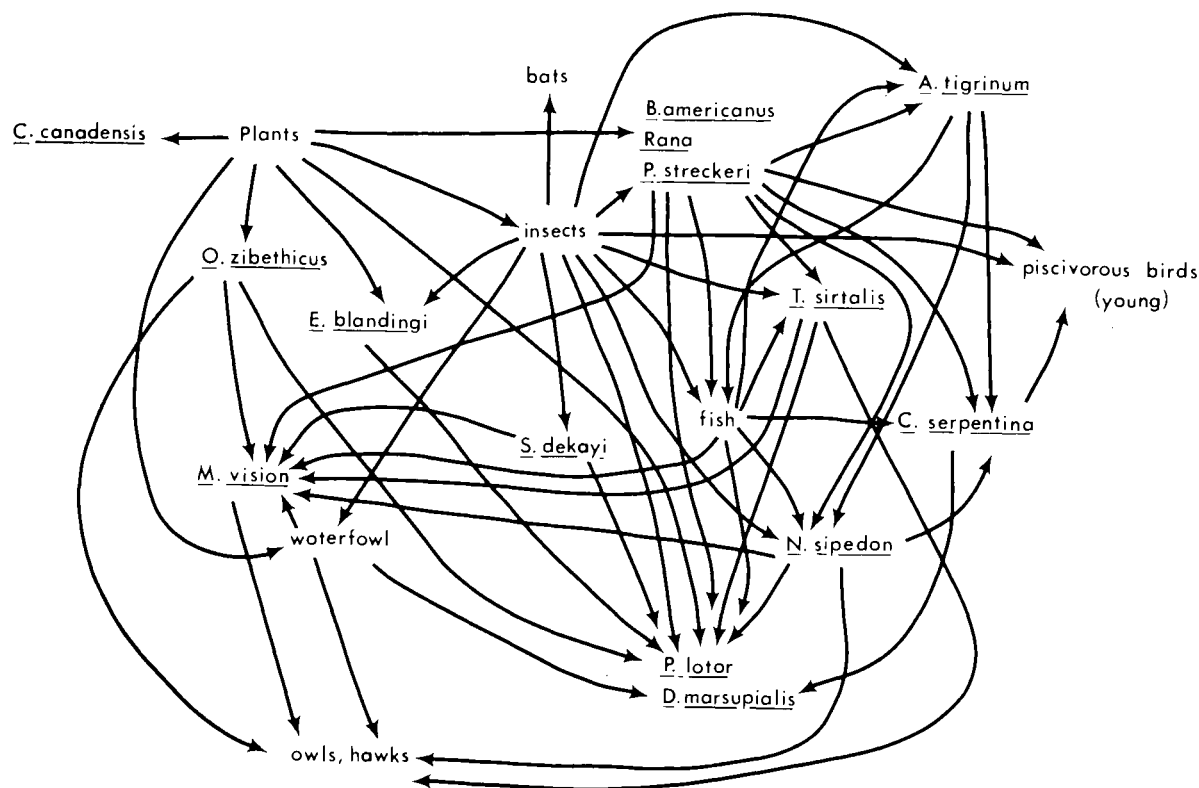 bats
A. tigrinum
B. americanus
C. canadensis
Plants
Rana
P. streckeri
insects
O. zibethicus
piscivorous birds
(young)
T. sirtalis
E. blandingi
fish
C. serpentina
S. dekayi
M. vision
waterfowl
N. sipedon
P. lotor
D. marsupialis
owls, hawks